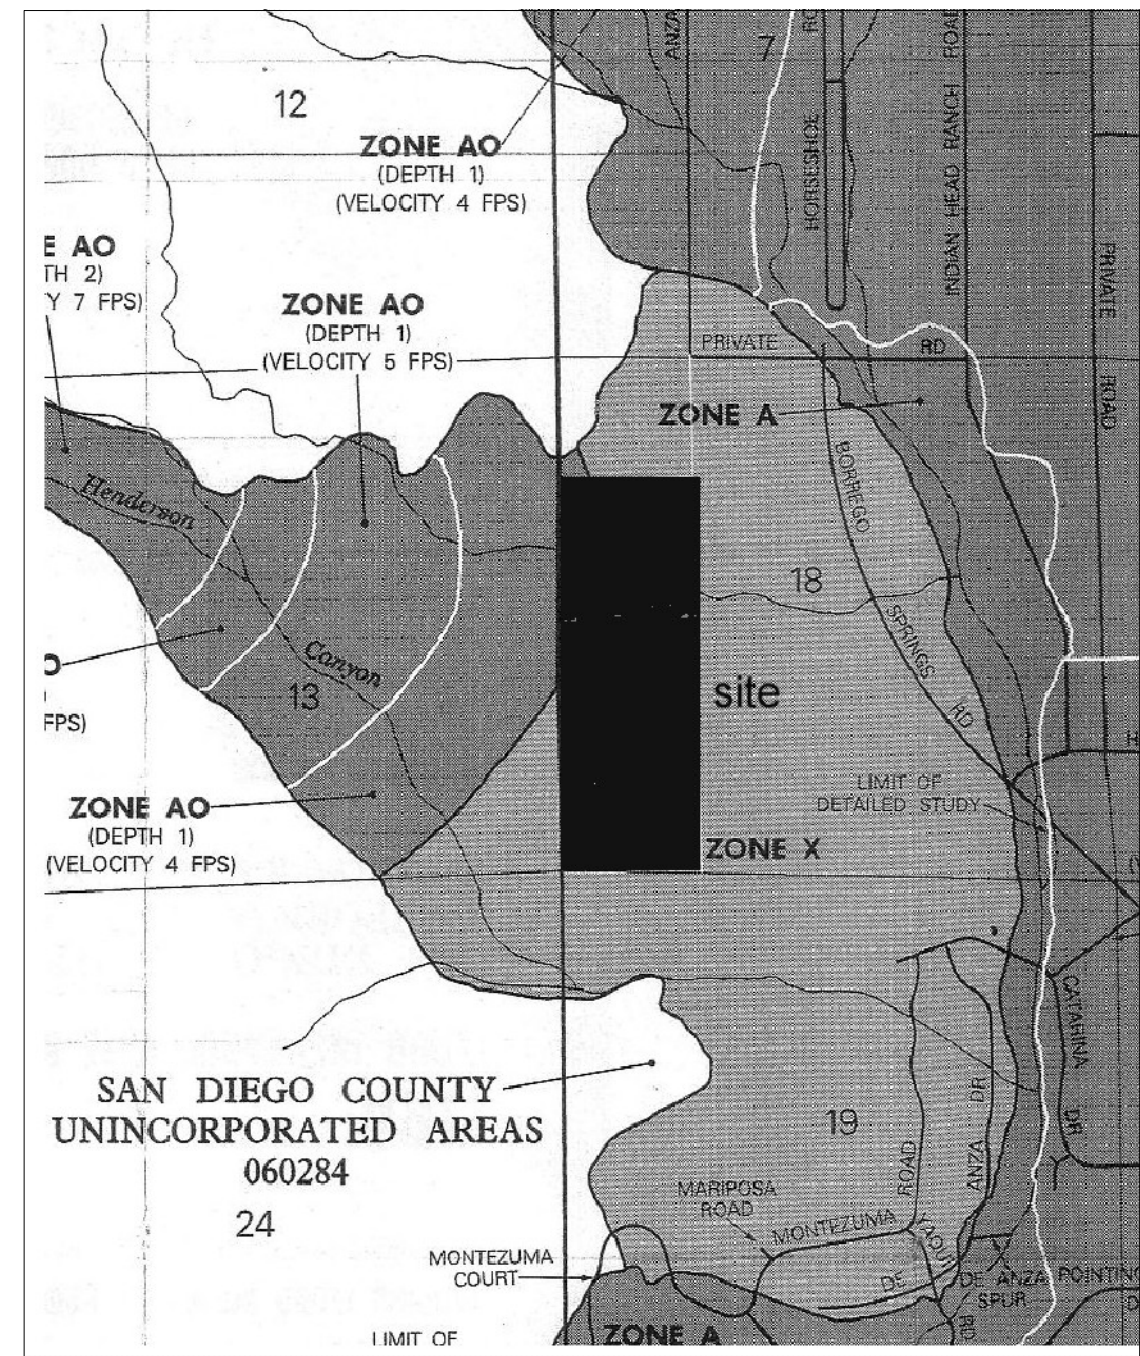 ANZA
7
RO
HORSESHOE
INDIAN HEAD RANCH ROAD
12
ZONE AO
(DEPTH 1)
(VELOCITY 4 FPS)
E AO
TH 2)
Y 7 FPS)
ZONE AO
(DEPTH 1)
(VELOCITY 5 FPS)
PRIVATE
ROAD
PRIVATE RD
ZONE A
BORREGO
SPRINGS
RD
Henderson
Canyon
18
13
O
FPS)
site
LIMIT OF
DETAILED STUDY
ZONE AO
(DEPTH 1)
(VELOCITY 4 FPS)
ZONE X
CATARINA
DR
SAN DIEGO COUNTY
UNINCORPORATED AREAS
060284
24
19
ROAD
ANZA DR
MARIPOSA
ROAD
MONTEZUMA
YAQUI
MONTEZUMA
COURT
DE
DE ANZA
SPUR
POINTING
RD
LIMIT OF
ZONE A